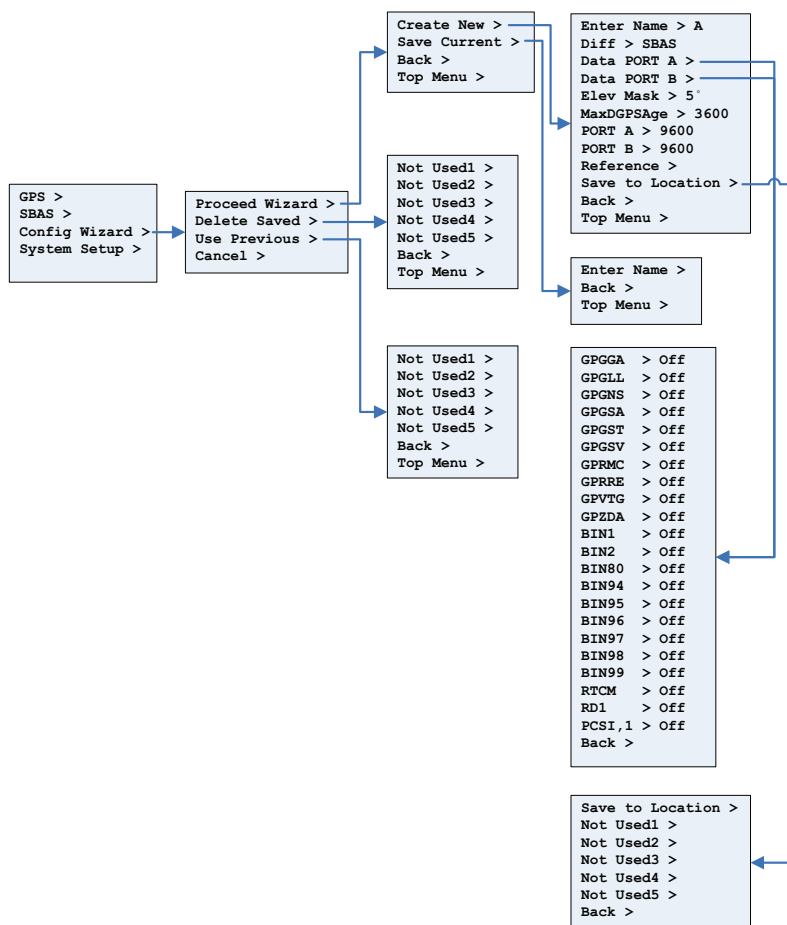 GPS >
SBAS >
Config Wizard >
System Setup >
Proceed Wizard >
Delete Saved >
Use Previous >
Cancel >
Create New >
Save Current >
Back >
Top Menu >
Not Used1 >
Not Used2 >
Not Used3 >
Not Used4 >
Not Used5 >
Back >
Top Menu >
Not Used1 >
Not Used2 >
Not Used3 >
Not Used4 >
Not Used5 >
Back >
Top Menu >
Enter Name > A
Diff > SBAS
Data PORT A >
Data PORT B >
Elev Mask > 5°
MaxDGPSAge > 3600
PORT A > 9600
PORT B > 9600
Reference >
Save to Location >
Back >
Top Menu >
Enter Name >
Back >
Top Menu >
GPGGA > Off
GPGLL > Off
GPGNS > Off
GPGSA > Off
GPGST > Off
GPGSV > Off
GPRMC > Off
GPRRE > Off
GPVTG > Off
GPZDA > Off
BIN1 > Off
BIN2 > Off
BIN80 > Off
BIN94 > Off
BIN95 > Off
BIN96 > Off
BIN97 > Off
BIN98 > Off
BIN99 > Off
RTCM > Off
RD1 > Off
PCSI,1 > Off
Back >
Save to Location >
Not Used1 >
Not Used2 >
Not Used3 >
Not Used4 >
Not Used5 >
Back >